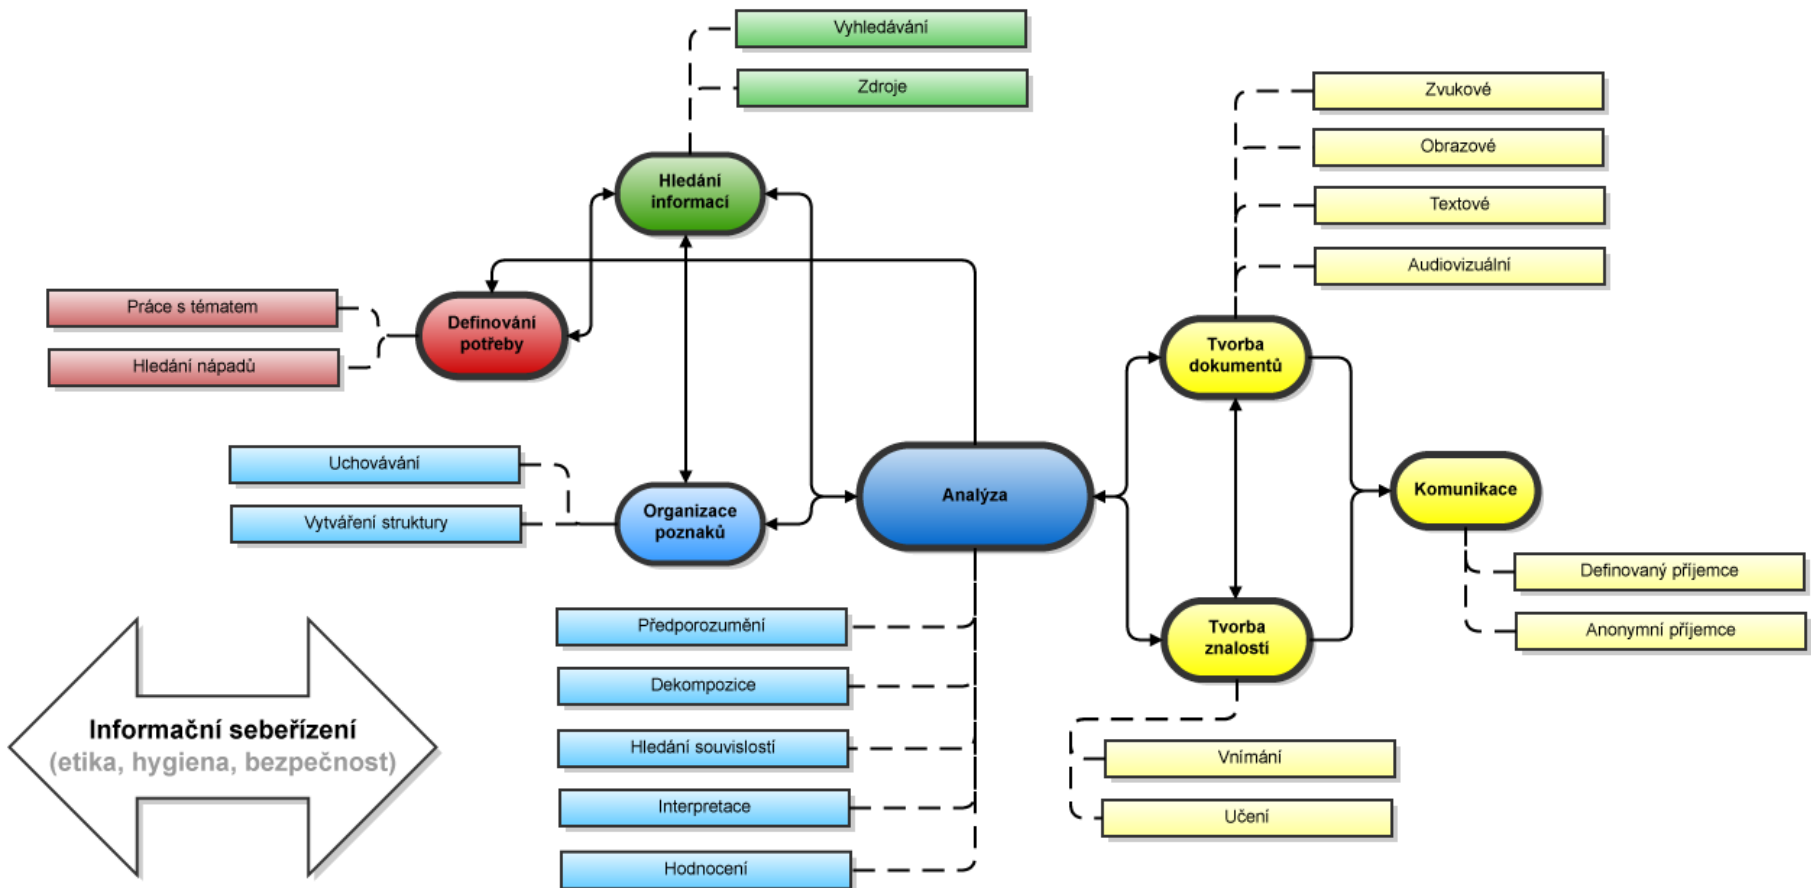 Vyhledávání
Zdroje
Hledání
informací
Práce s tématem
Hledání nápadů
Definování
potřeby
Uchovávání
Vytváření struktury
Organizace
poznaků
Analýza
Předporozumění
Dekompozice
Hledání souvislostí
Interpretace
Hodnocení
Zvukové
Obrazové
Textové
Audiovizuální
Tvorba
dokumentů
Tvorba
znalostí
Vnímání
Učení
Komunikace
Definovaný příjemce
Anonymní příjemce
Informační sebeřízení
(etika, hygiena, bezpečnost)